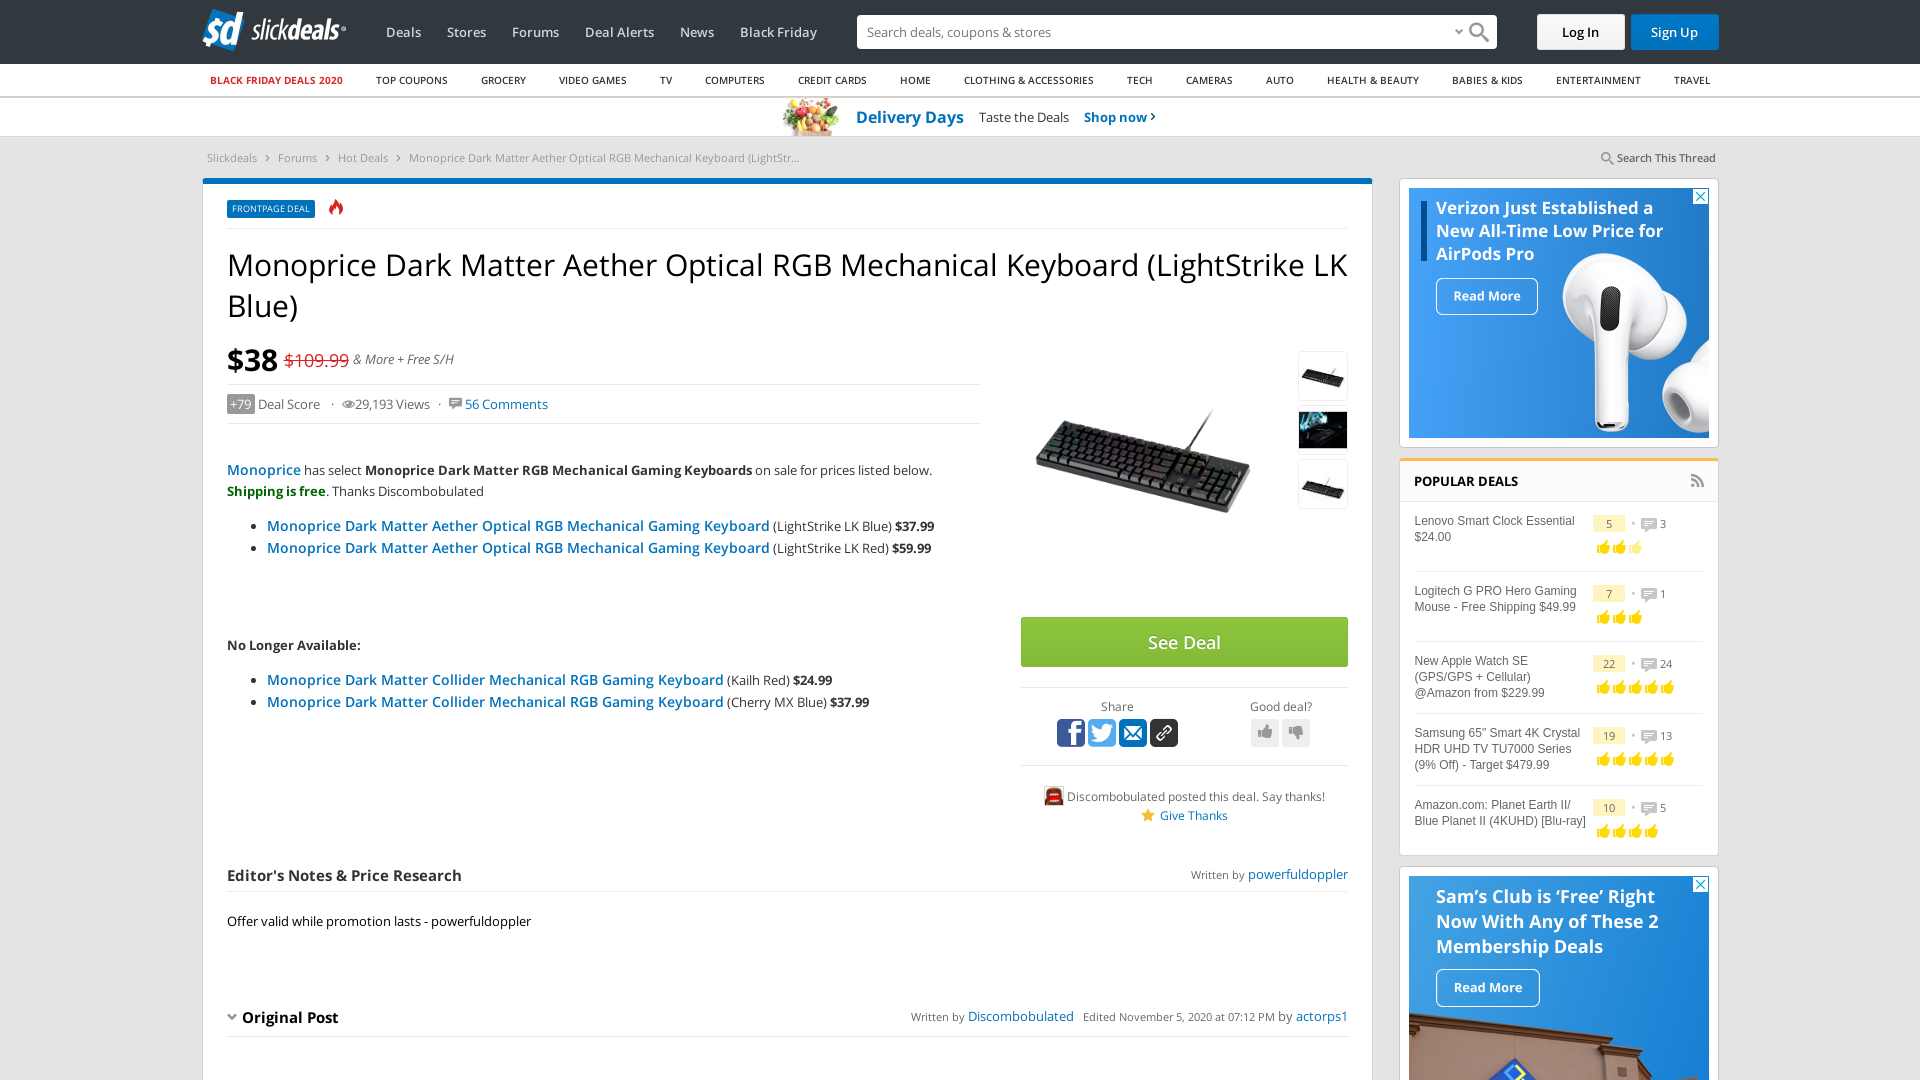 slickdeals
Deals Stores Forums Deal Alerts News Black Friday
Search deals, coupons & shopping
Log In
Sign Up
BLACK FRIDAY DEALS 2020 TOP COUPONS GROCERY VIDEO GAMES TV COMPUTERS CREDIT CARDS HOME CLOTHING & ACCESSORIES TECH CAMERAS AUTO HEALTH & BEAUTY BABIES & KIDS ENTERTAINMENT TRAVEL
Delivery Days Taste the Deals Shop now
Slickdeals Forums Hot Deals Monoprice Dark Matter Aether Optical RGB Mechanical Keyboard (LightStr...
Search This Thread
FRONTPAGE DEAL
Monoprice Dark Matter Aether Optical RGB Mechanical Keyboard (LightStrike LK
Blue)
$38 $109.99 & More + Free S/H
+79 Deal Score · 29,193 Views · 56 Comments
Monoprice has select Monoprice Dark Matter RGB Mechanical Gaming Keyboards on sale for prices listed below.
Shipping is free. Thanks Discombobulated
• Monoprice Dark Matter Aether Optical RGB Mechanical Gaming Keyboard (LightStrike LK Blue) $37.99
• Monoprice Dark Matter Aether Optical RGB Mechanical Gaming Keyboard (LightStrike LK Red) $59.99
No Longer Available:
• Monoprice Dark Matter Collider Mechanical RGB Gaming Keyboard (Kailh Red) $24.99
• Monoprice Dark Matter Collider Mechanical RGB Gaming Keyboard (Cherry MX Blue) $37.99
See Deal
Share
Good deal?
Discombobulated posted this deal. Say thanks!
Give Thanks
Editor's Notes & Price Research
Written by powerfuldoppler
Offer valid while promotion lasts - powerfuldoppler
Original Post
Written by Discombobulated Edited November 5, 2020 at 07:12 PM by actorps1
Verizon Just Established a
New All-Time Low Price for
AirPods Pro
Read More
POPULAR DEALS
Lenovo Smart Clock Essential
$24.00
5 • 3
Logitech G PRO Hero Gaming
Mouse - Free Shipping $49.99
7 • 1
New Apple Watch SE
(GPS/GPS + Cellular)
@Amazon from $229.99
22 • 24
Samsung 65" Smart 4K Crystal
HDR UHD TV TU7000 Series
(9% Off) - Target $479.99
19 • 13
Amazon.com: Planet Earth II/
Blue Planet II (4KUHD) [Blu-ray]
10 • 5
Sam's Club is 'Free' Right
Now With Any of These 2
Membership Deals
Read More